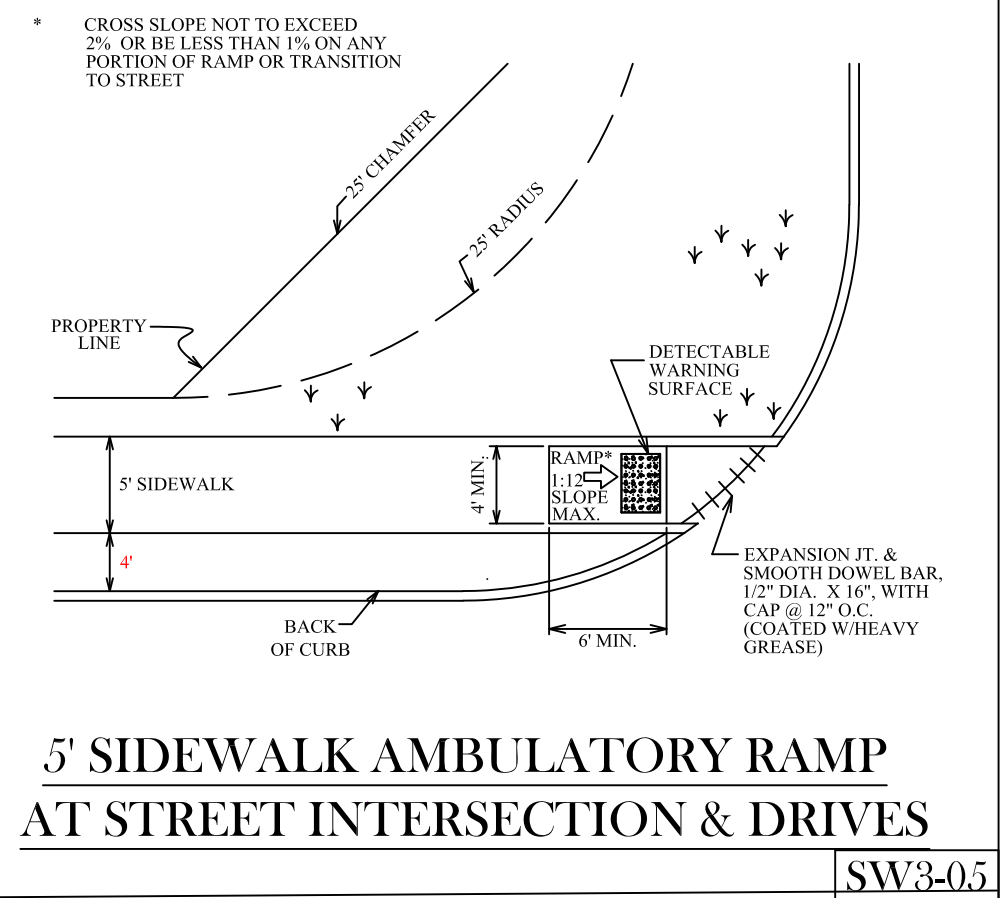 * CROSS SLOPE NOT TO EXCEED
2% OR BE LESS THAN 1% ON ANY
PORTION OF RAMP OR TRANSITION
TO STREET
25' CHAMFER
25' RADIUS
PROPERTY
LINE
DETECTABLE
WARNING
SURFACE
5' SIDEWALK
4' MIN.
RAMP*
1:12
SLOPE
MAX.
4'
BACK
OF CURB
6' MIN.
EXPANSION JT. &
SMOOTH DOWEL BAR,
1/2" DIA. X 16", WITH
CAP @ 12" O.C.
(COATED W/HEAVY
GREASE)
5' SIDEWALK AMBULATORY RAMP
AT STREET INTERSECTION & DRIVES
SW3-05